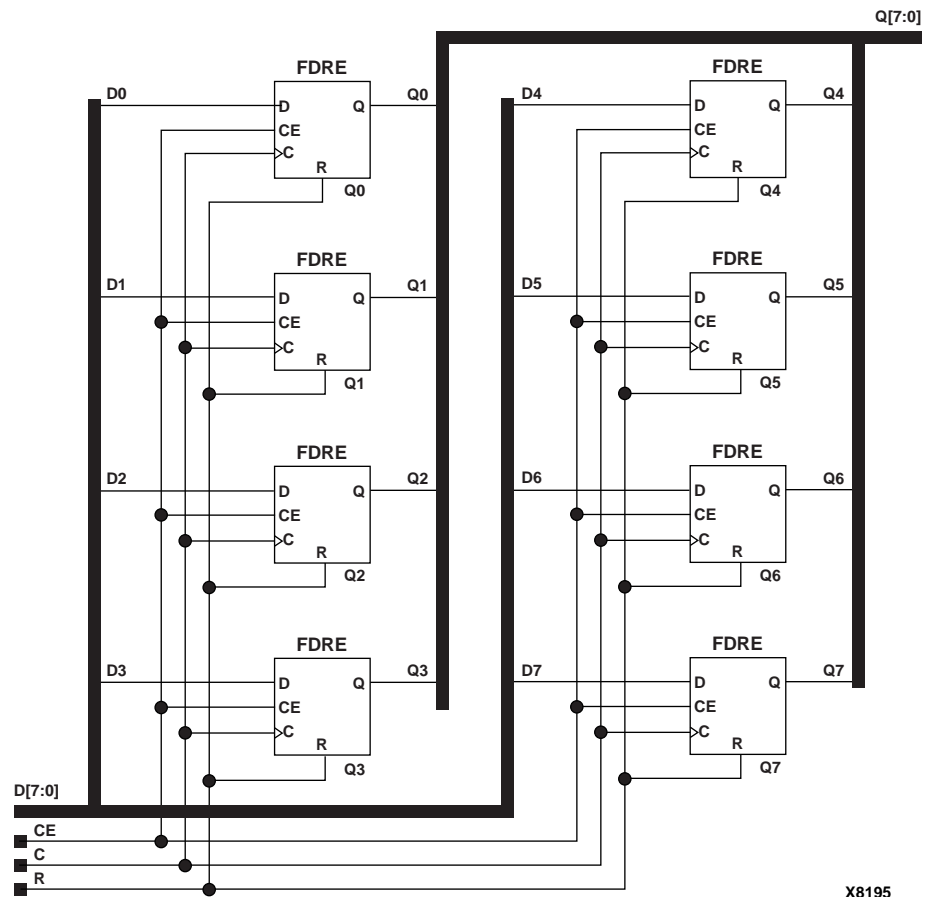 Q[7:0]
FDRE FDRE
D0 D Q Q0 D4 D Q Q4
CE CE
C C
R R
Q0 Q4
FDRE FDRE
D1 D Q Q1 D5 D Q Q5
CE CE
C C
R R
Q1 Q5
FDRE FDRE
D2 D Q Q2 D6 D Q Q6
CE CE
C C
R R
Q2 Q6
FDRE FDRE
D3 D Q Q3 D7 D Q Q7
CE CE
C C
R R
Q3 Q7
D[7:0]
CE
C
R
X8195